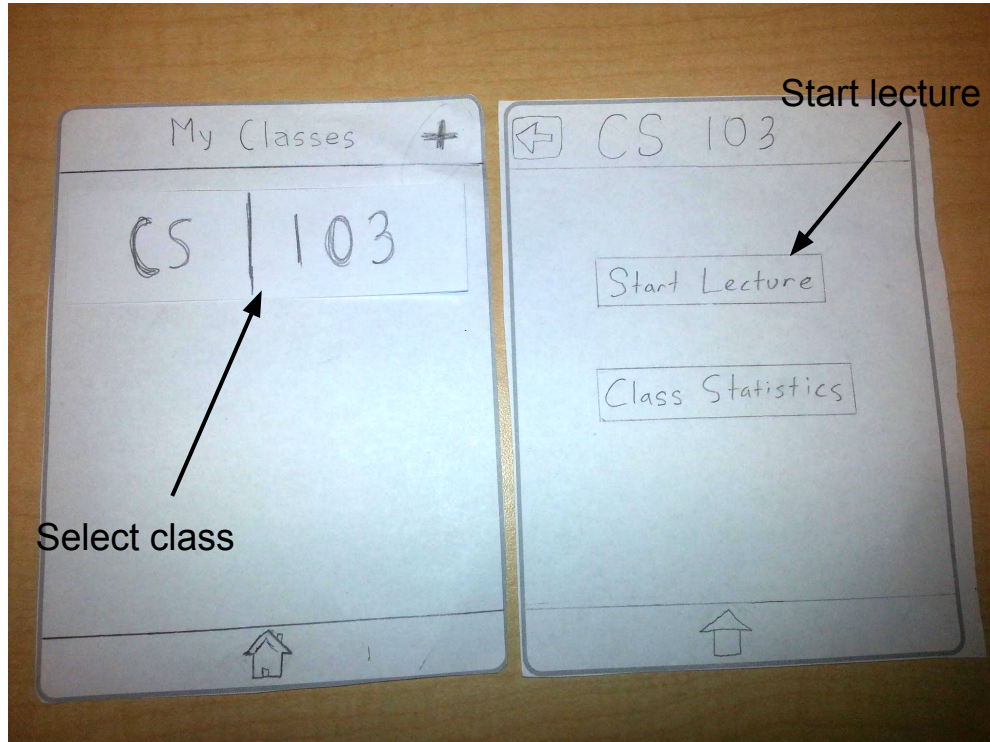 My Classes +
CS | 103
Select class
Start lecture
CS 103
Start Lecture
Class Statistics